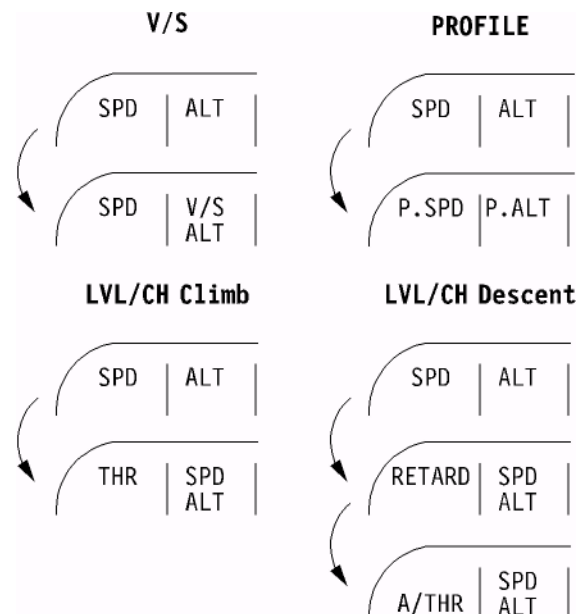 V/S
SPD ALT
SPD V/S
ALT
PROFILE
SPD ALT
P.SPD P.ALT
LVL/CH Climb
SPD ALT
THR SPD
ALT
LVL/CH Descent
SPD ALT
RETARD SPD
ALT
A/THR SPD
ALT